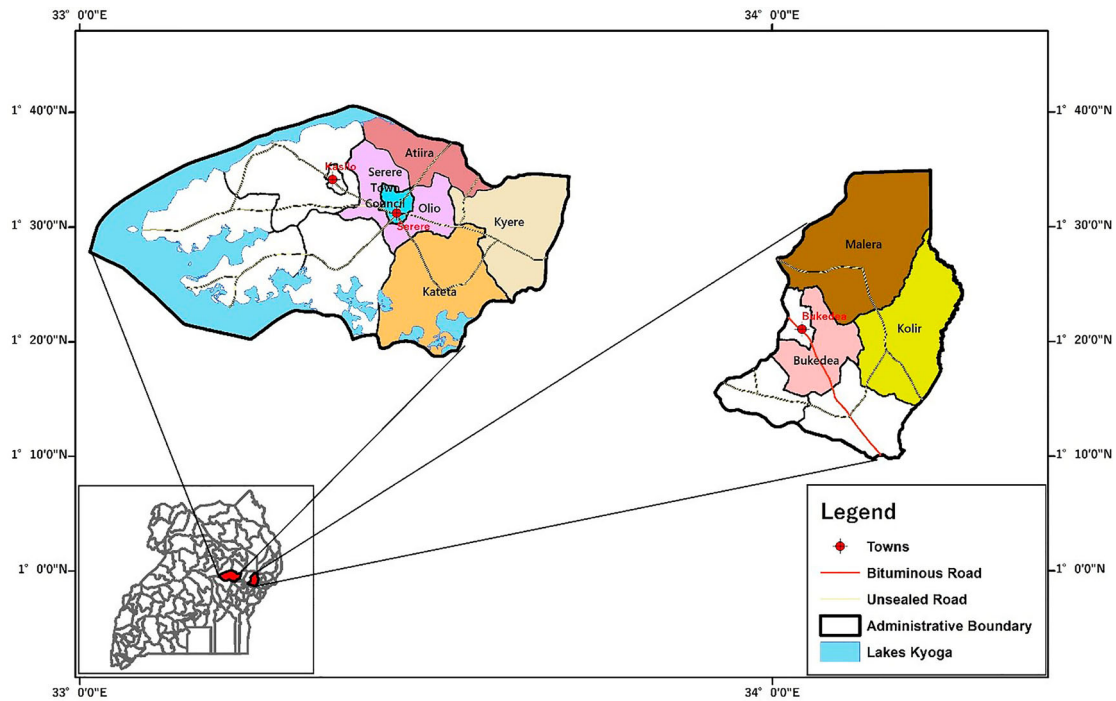 33° 0'0"E
34° 0'0"E
1° 40'0"N
1° 40'0"N
Atiira
Kasilo
Serere
Town
Council
Olio
Kyere
1° 30'0"N
1° 30'0"N
Serere
Malera
Kateta
Bukedea
Kolir
1° 20'0"N
1° 20'0"N
Bukedea
1° 10'0"N
1° 10'0"N
Legend
Towns
1° 0'0"N
1° 0'0"N
Bituminous Road
Unsealed Road
Administrative Boundary
Lakes Kyoga
33° 0'0"E
34° 0'0"E